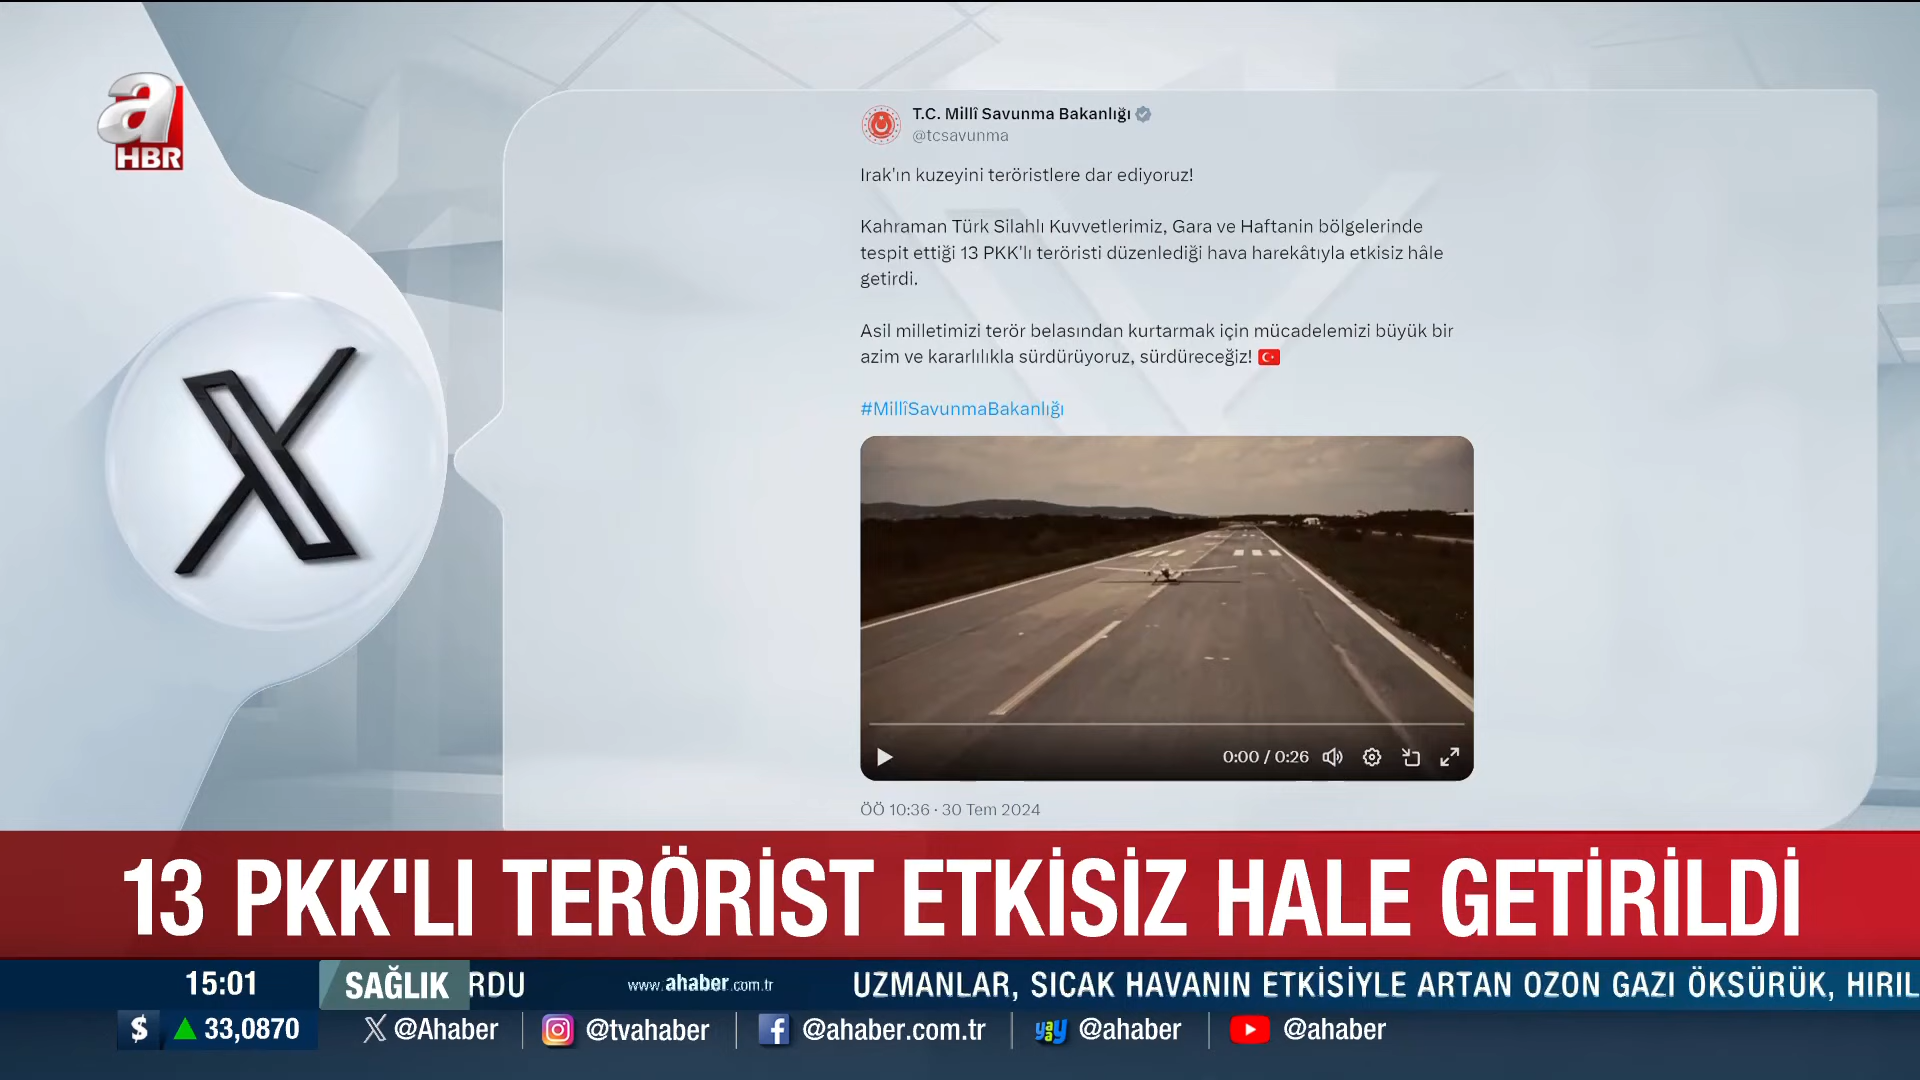 a
HBR
T.C. Millî Savunma Bakanlığı
@tcsavunma
Irak'ın kuzeyini teröristlere dar ediyoruz!
Kahraman Türk Silahlı Kuvvetlerimiz, Gara ve Haftanin bölgelerinde
tespit ettiği 13 PKK'lı teröristi düzenlediği hava harekâtıyla etkisiz hâle
getirdi.
Asil milletimizi terör belasından kurtarmak için mücadelemizi büyük bir
azim ve kararlılıkla sürdürüyoruz, sürdüreceğiz!
#MillîSavunmaBakanlığı
0:00 / 0:26
ÖÖ 10:36 · 30 Tem 2024
13 PKK'LI TERÖRİST ETKİSİZ HALE GETİRİLDİ
15:01 SAĞLIK RDU www.ahaber.com.tr UZMANLAR, SICAK HAVANIN ETKİSİYLE ARTAN OZON GAZI ÖKSÜRÜK, HIRIL
$ 33,0870 @Ahaber @tvahaber @ahaber.com.tr yaay @ahaber @ahaber